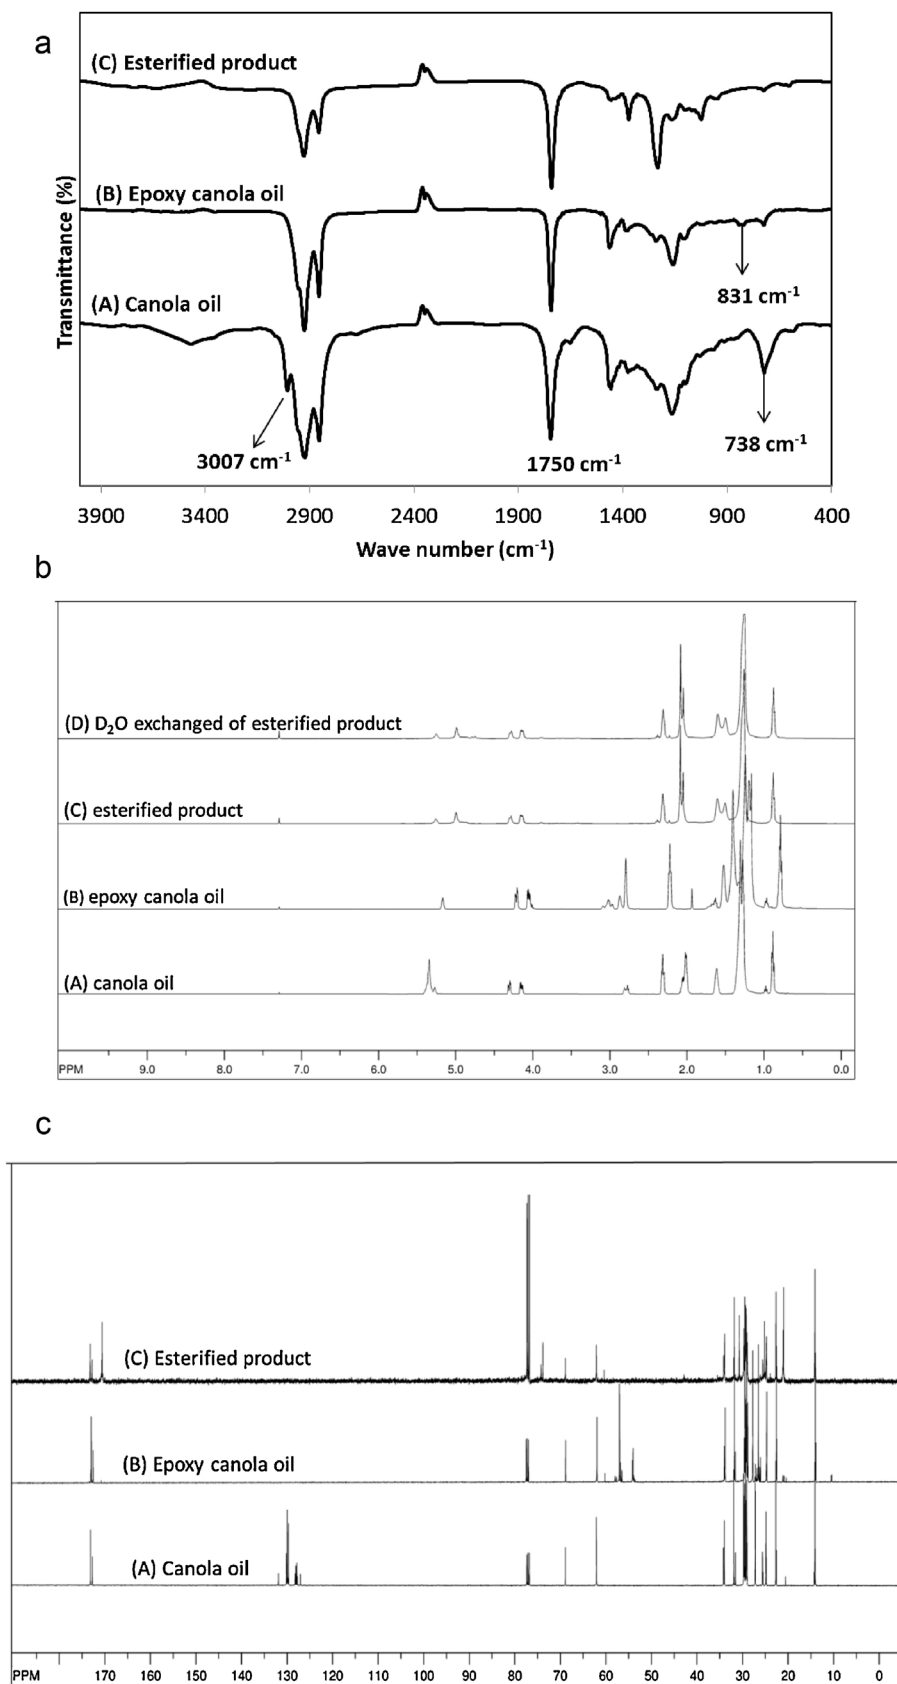 a
(C) Esterified product
(B) Epoxy canola oil
831 cm⁻¹
(A) Canola oil
3007 cm⁻¹
1750 cm⁻¹
738 cm⁻¹
Transmittance (%)
3900 3400 2900 2400 1900 1400 900 400
Wave number (cm⁻¹)
b
(D) D₂O exchanged of esterified product
(C) esterified product
(B) epoxy canola oil
(A) canola oil
PPM 9.0 8.0 7.0 6.0 5.0 4.0 3.0 2.0 1.0 0.0
c
(C) Esterified product
(B) Epoxy canola oil
(A) Canola oil
PPM 170 160 150 140 130 120 110 100 90 80 70 60 50 40 30 20 10 0